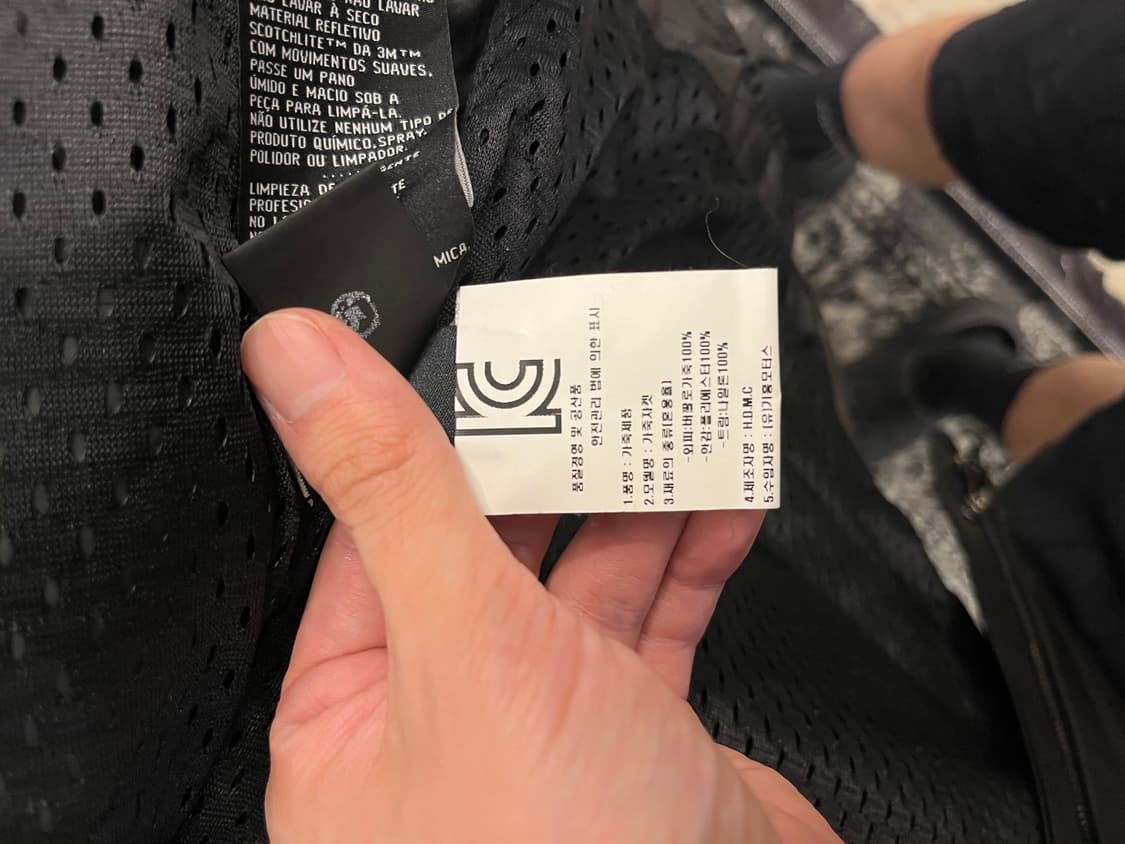 NÃO LAVAR
LAVAR À SECO
MATERIAL REFLETIVO
SCOTCHLITE™ DA 3M™
COM MOVIMENTOS SUAVES.
PASSE UM PANO
ÚMIDO E MACIO SOB A
PEÇA PARA LIMPÁ-LA.
NÃO UTILIZE NENHUM TIPO DE
PRODUTO QUÍMICO,SPRAY,
POLIDOR OU LIMPADOR.
LIMPIEZA DE
NO
MICA
품질경영 및 공산품
안전관리 법에 의한 표시
1.품명 : 가죽제품
2.모델명 : 가죽자켓
3.재료의 종류(혼용율)
-외피:버팔로가죽100%
-안감:폴리에스터100%
-트림:나일론100%
4.제조자명 : H.D.M.C
5.수입자명 : (유)기흥모터스